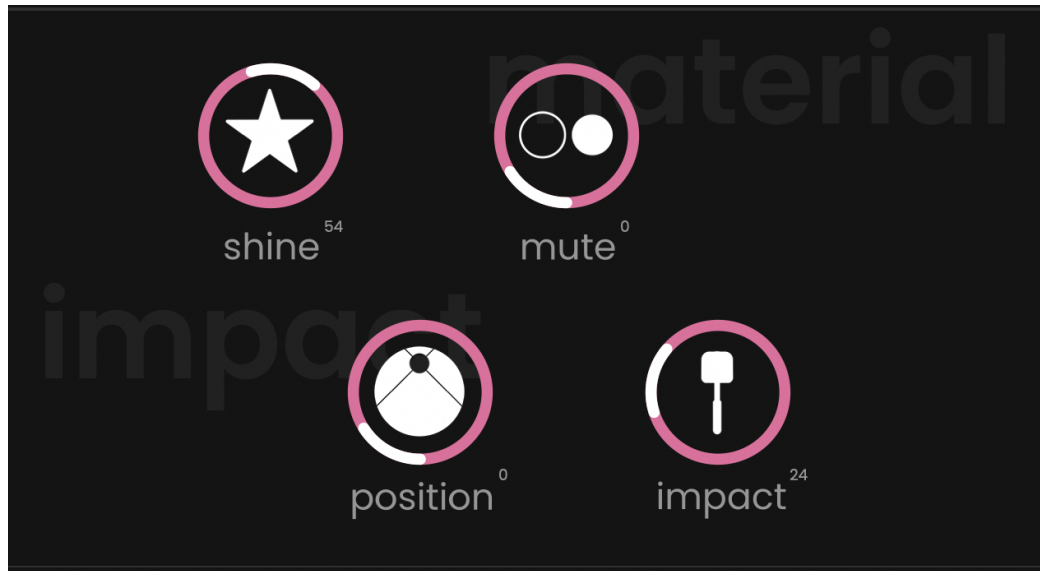 material
54
shine
0
mute
impact
0
position
24
impact